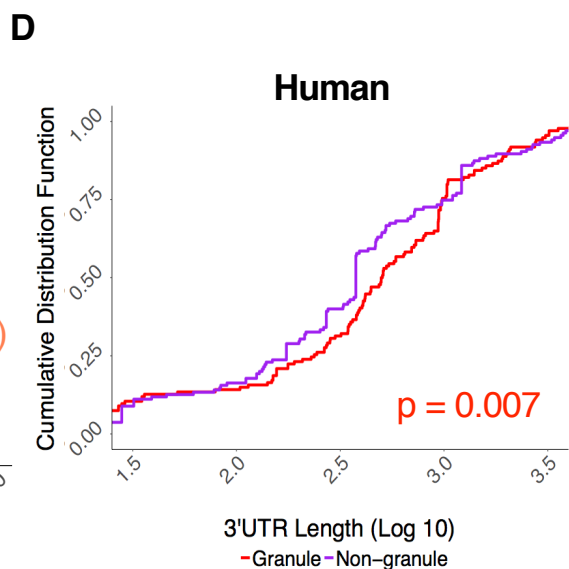 D
Human
Cumulative Distribution Function
1.00
0.75
0.50
0.25
0.00
p = 0.007
1.5 2.0 2.5 3.0 3.5
3'UTR Length (Log 10)
Granule Non−granule